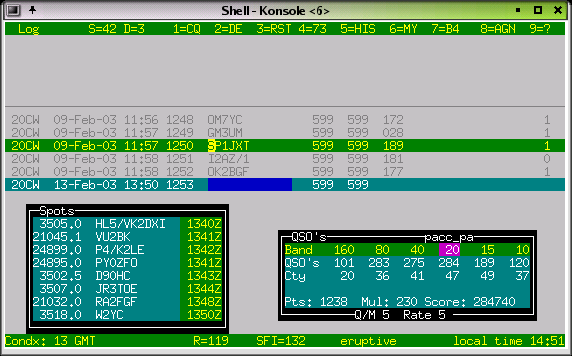 Shell - Konsole <6>
Log S=42 D=3 1=CQ 2=DE 3=RST 4=73 5=HIS 6=MY 7=B4 8=AGN 9=?
20CW 09-Feb-03 11:56 1248 OM7YC 599 599 172 1
20CW 09-Feb-03 11:57 1249 GM3UM 599 599 028 1
20CW 09-Feb-03 11:57 1250 SP1JXT 599 599 189 1
20CW 09-Feb-03 11:58 1251 I2AZ/1 599 599 181 0
20CW 09-Feb-03 11:58 1252 OK2BGF 599 599 177 1
20CW 13-Feb-03 13:50 1253 599 599
Spots
3505.0 HL5/VK2DXI 1340Z
21045.1 VU2BK 1341Z
24899.0 P4/K2LE 1342Z
24895.0 PY0ZFO 1341Z
3502.5 D90HC 1343Z
3507.0 JR3TOE 1344Z
21032.0 RA2FGF 1348Z
3518.0 W2YC 1350Z
QSO's pacc_pa
Band 160 80 40 20 15 10
QSO's 101 283 275 284 189 120
Cty 20 36 41 47 49 37
Pts: 1238 Mul: 230 Score: 284740
Q/M 5 Rate 5
Condx: 13 GMT R=119 SFI=132 eruptive local time 14:51